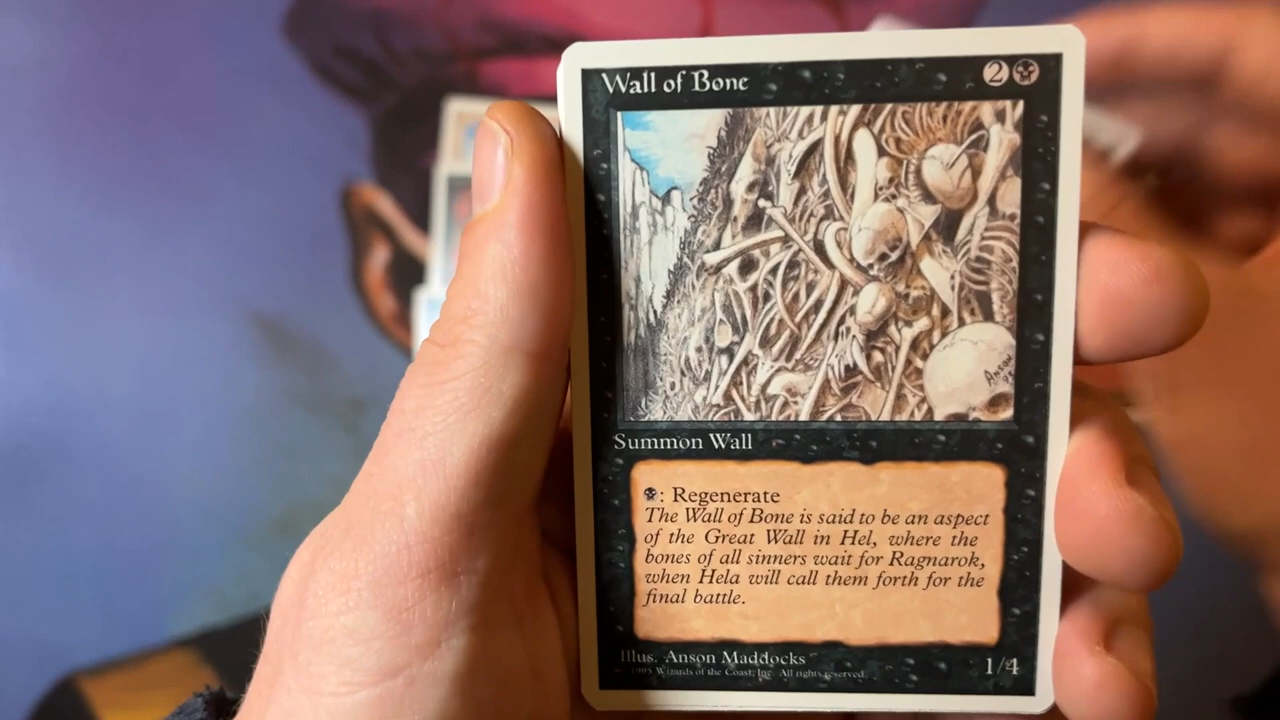 Wall of Bone 2
ANSON
Summon Wall
: Regenerate
The Wall of Bone is said to be an aspect
of the Great Wall in Hel, where the
bones of all sinners wait for Ragnarok,
when Hela will call them forth for the
final battle.
Illus. Anson Maddocks
1995 Wizards of the Coast, Inc. All rights reserved.
1/4